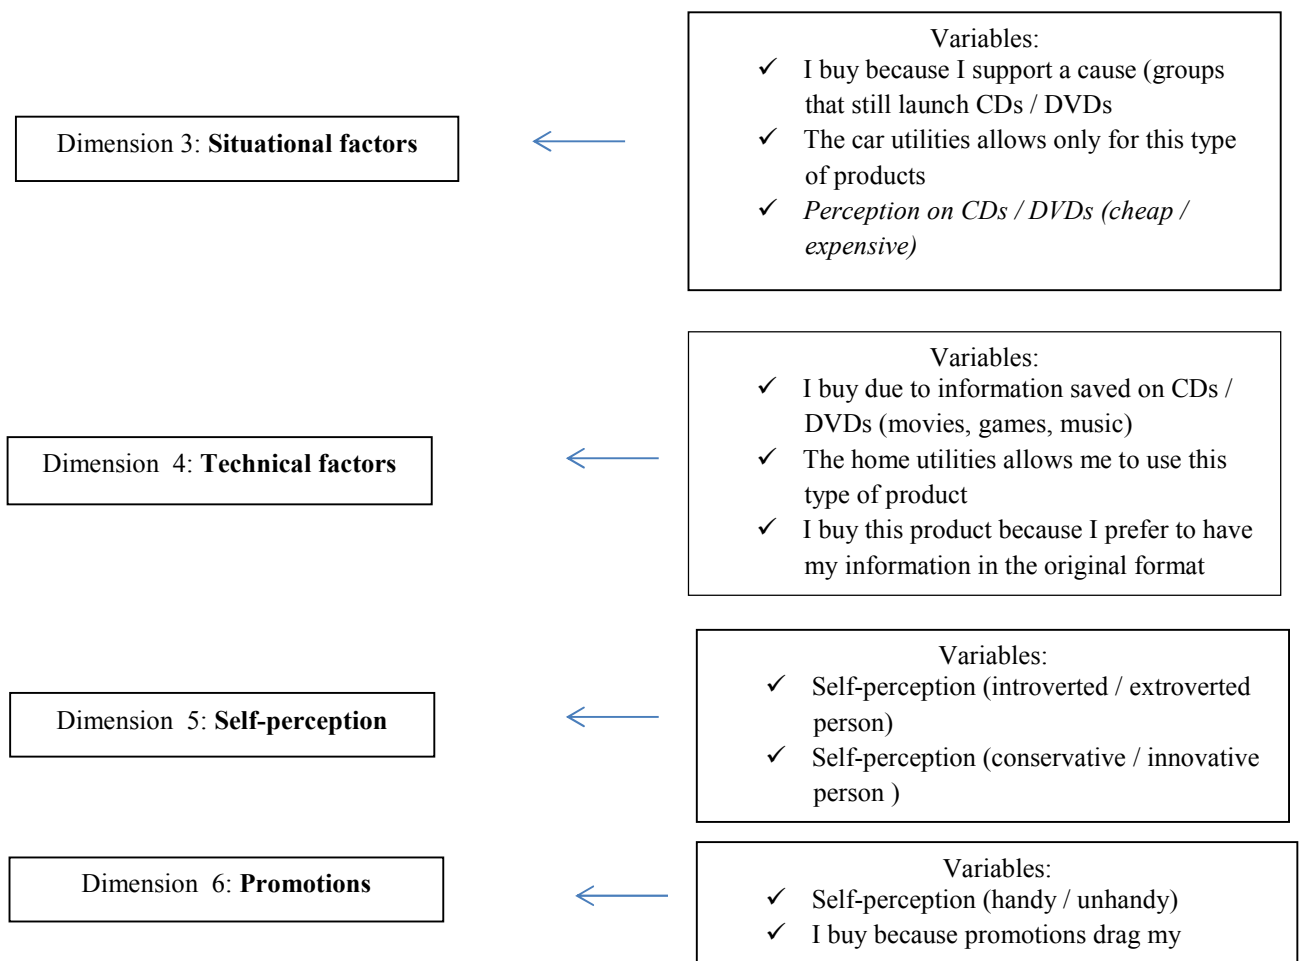 Variables:
✓ I buy because I support a cause (groups
that still launch CDs / DVDs
✓ The car utilities allows only for this type
of products
✓ Perception on CDs / DVDs (cheap /
expensive)
Dimension 3: Situational factors
Variables:
✓ I buy due to information saved on CDs /
DVDs (movies, games, music)
✓ The home utilities allows me to use this
type of product
✓ I buy this product because I prefer to have
my information in the original format
Dimension 4: Technical factors
Variables:
✓ Self-perception (introverted / extroverted
person)
✓ Self-perception (conservative / innovative
person )
Dimension 5: Self-perception
Variables:
✓ Self-perception (handy / unhandy)
✓ I buy because promotions drag my
Dimension 6: Promotions